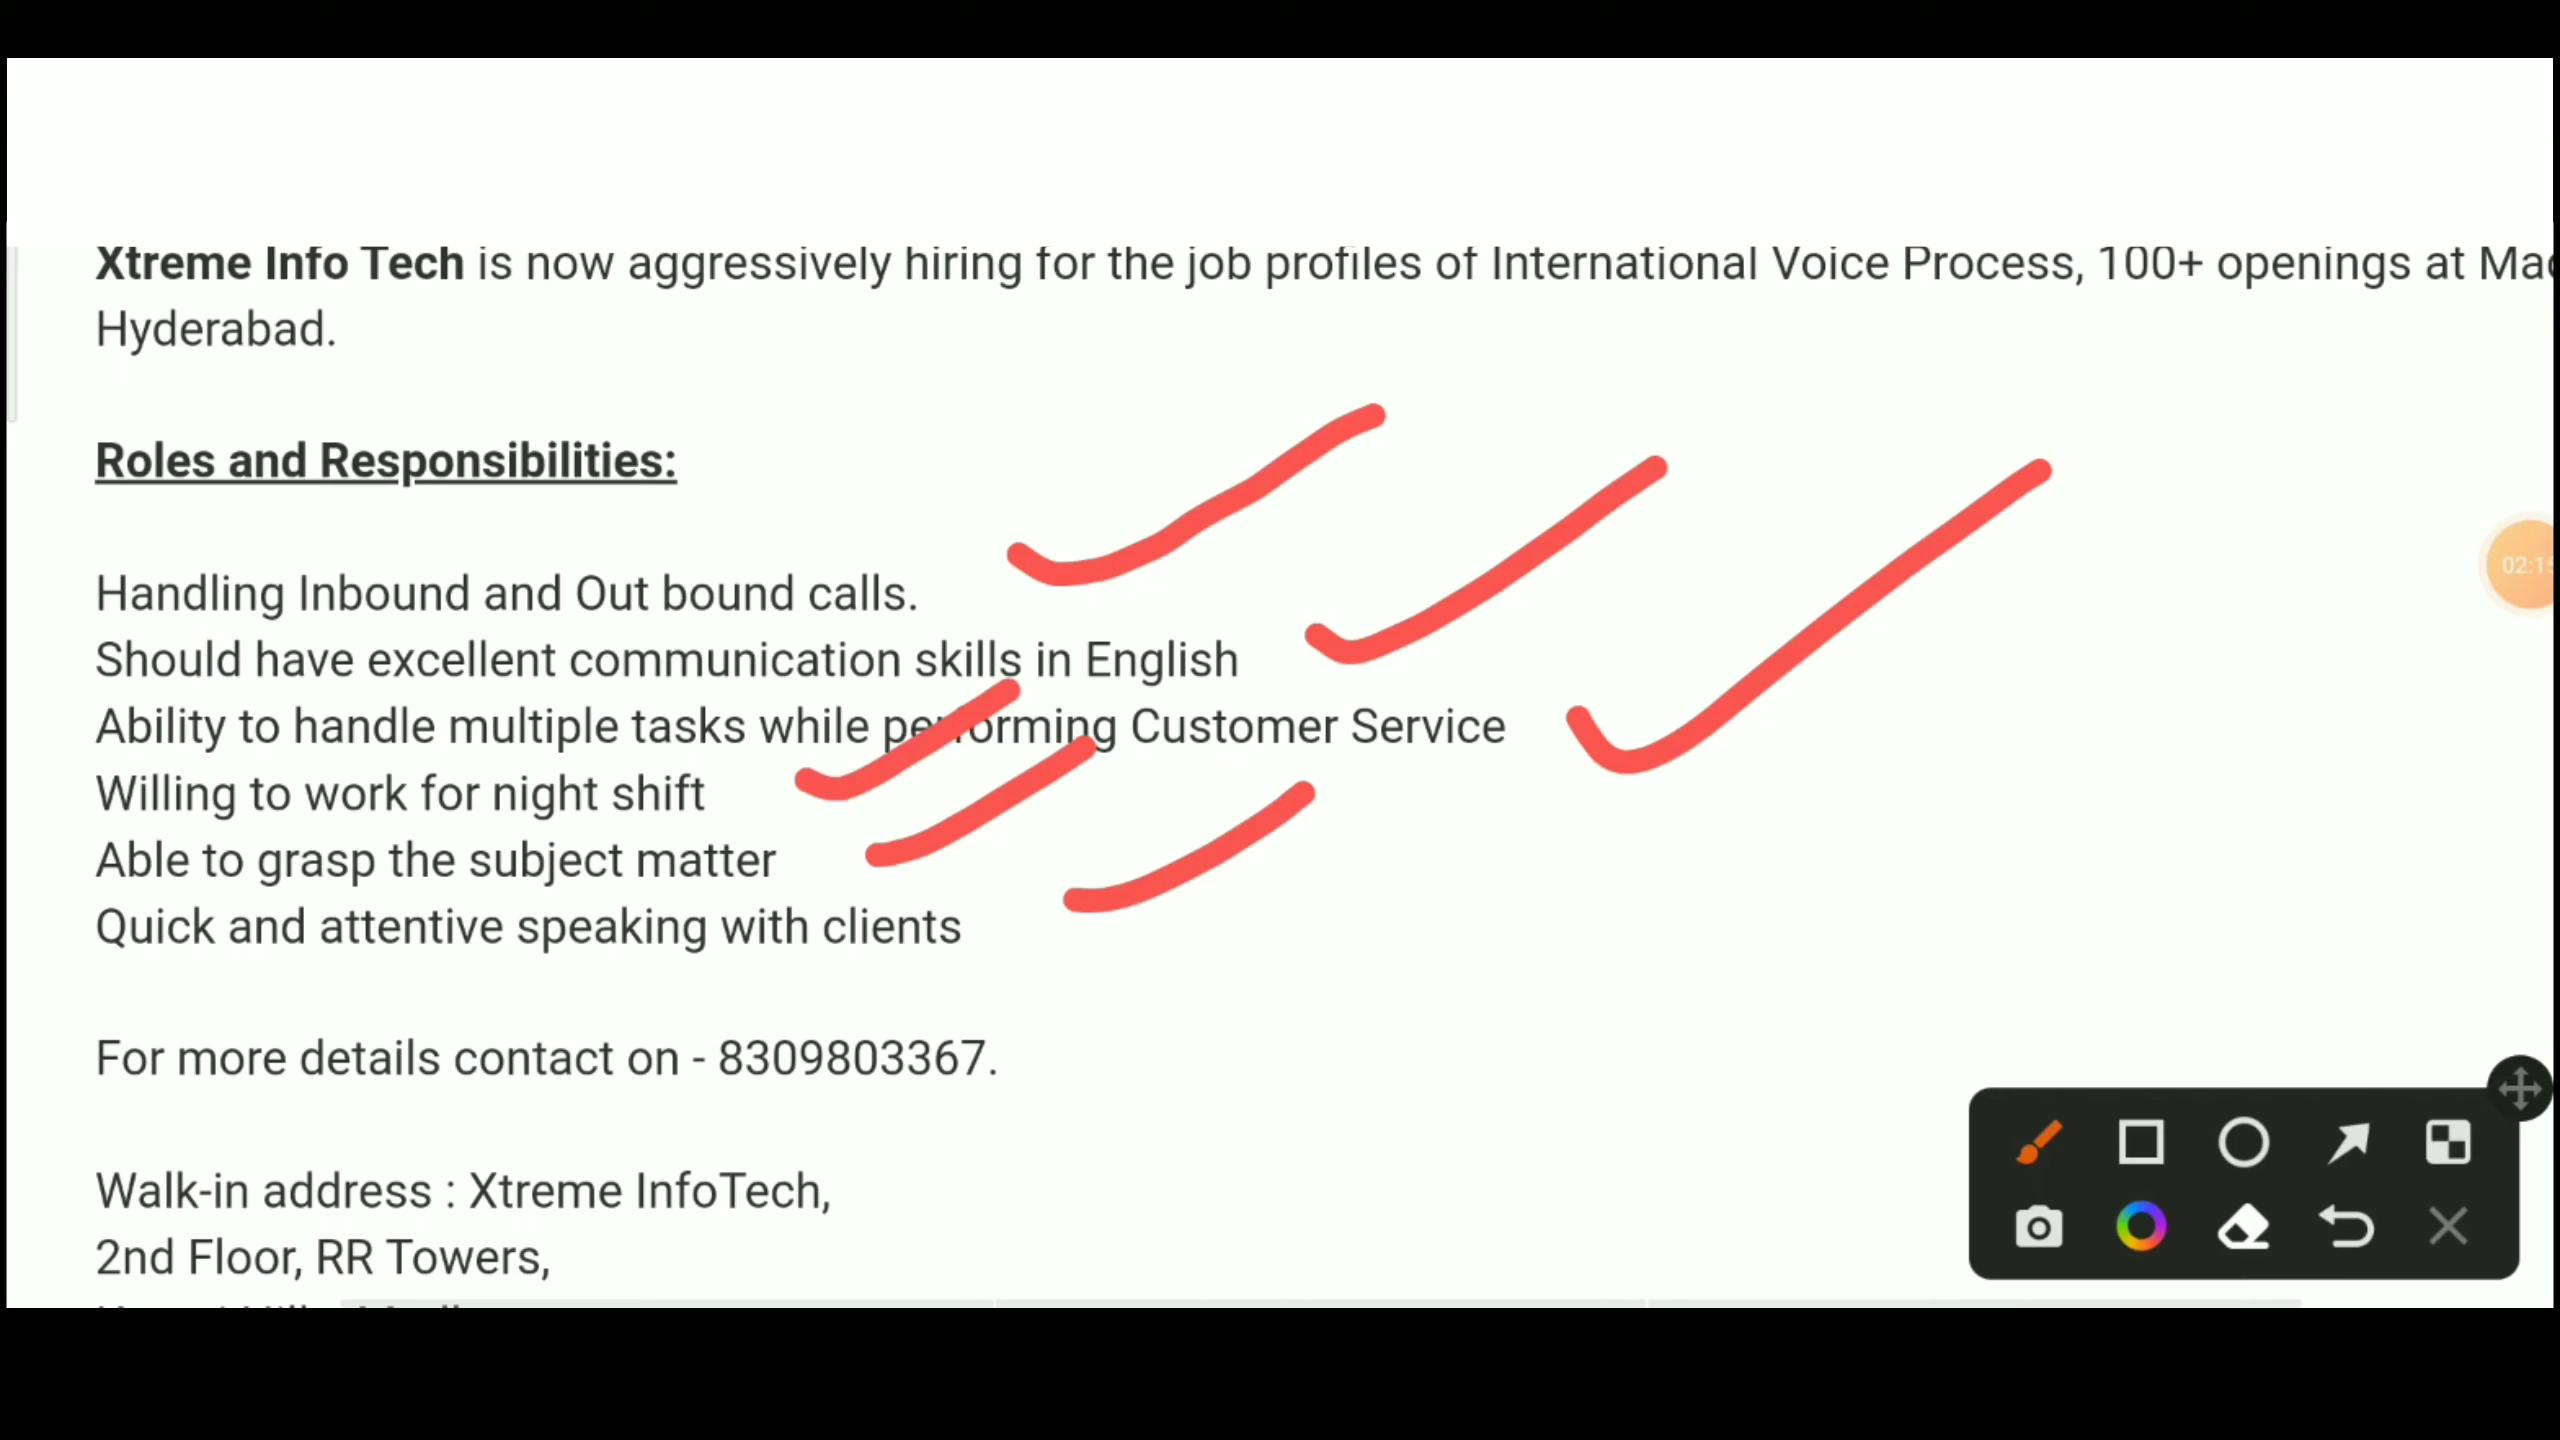 Xtreme Info Tech is now aggressively hiring for the job profiles of International Voice Process, 100+ openings at
Hyderabad.
Roles and Responsibilities:
Handling Inbound and Out bound calls.
Should have excellent communication skills in English
Ability to handle multiple tasks while performing Customer Service
Willing to work for night shift
Able to grasp the subject matter
Quick and attentive speaking with clients
For more details contact on - 8309803367.
Walk-in address : Xtreme InfoTech,
2nd Floor, RR Towers,